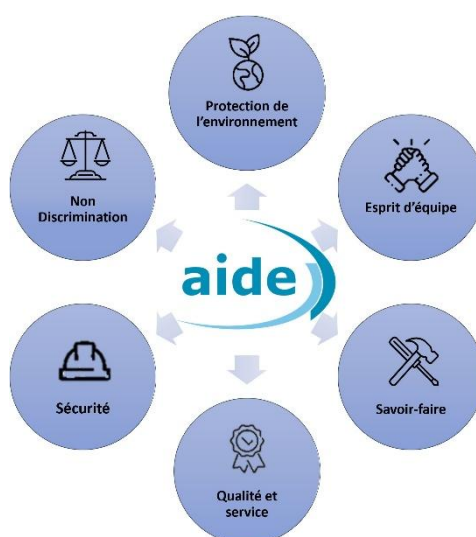 Protection de
l'environnement
Non
Discrimination
Esprit d'équipe
aide
Sécurité
Savoir-faire
Qualité et
service